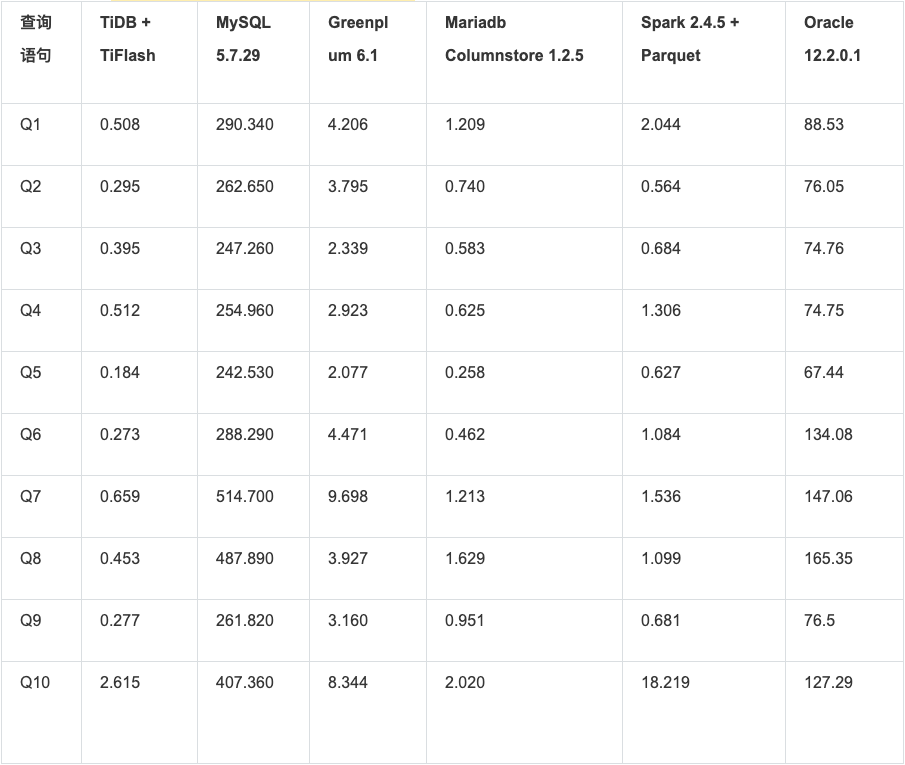 查询 TiDB + MySQL Greenpl Mariadb Spark 2.4.5 + Oracle
语句 TiFlash 5.7.29 um 6.1 Columnstore 1.2.5 Parquet 12.2.0.1
Q1 0.508 290.340 4.206 1.209 2.044 88.53
Q2 0.295 262.650 3.795 0.740 0.564 76.05
Q3 0.395 247.260 2.339 0.583 0.684 74.76
Q4 0.512 254.960 2.923 0.625 1.306 74.75
Q5 0.184 242.530 2.077 0.258 0.627 67.44
Q6 0.273 288.290 4.471 0.462 1.084 134.08
Q7 0.659 514.700 9.698 1.213 1.536 147.06
Q8 0.453 487.890 3.927 1.629 1.099 165.35
Q9 0.277 261.820 3.160 0.951 0.681 76.5
Q10 2.615 407.360 8.344 2.020 18.219 127.29